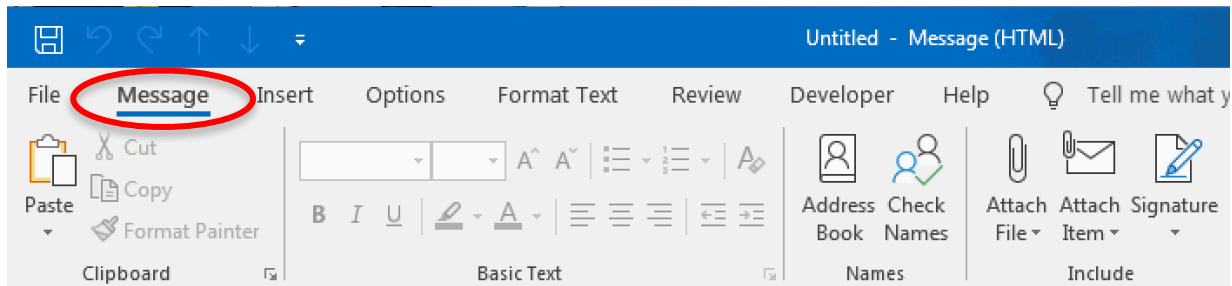 Untitled - Message (HTML)
File Message Insert Options Format Text Review Developer Help Tell me what y
Paste
Cut
Copy
Format Painter
Clipboard
B I U A
Basic Text
Address Book
Check Names
Names
Attach File
Attach Item
Signature
Include